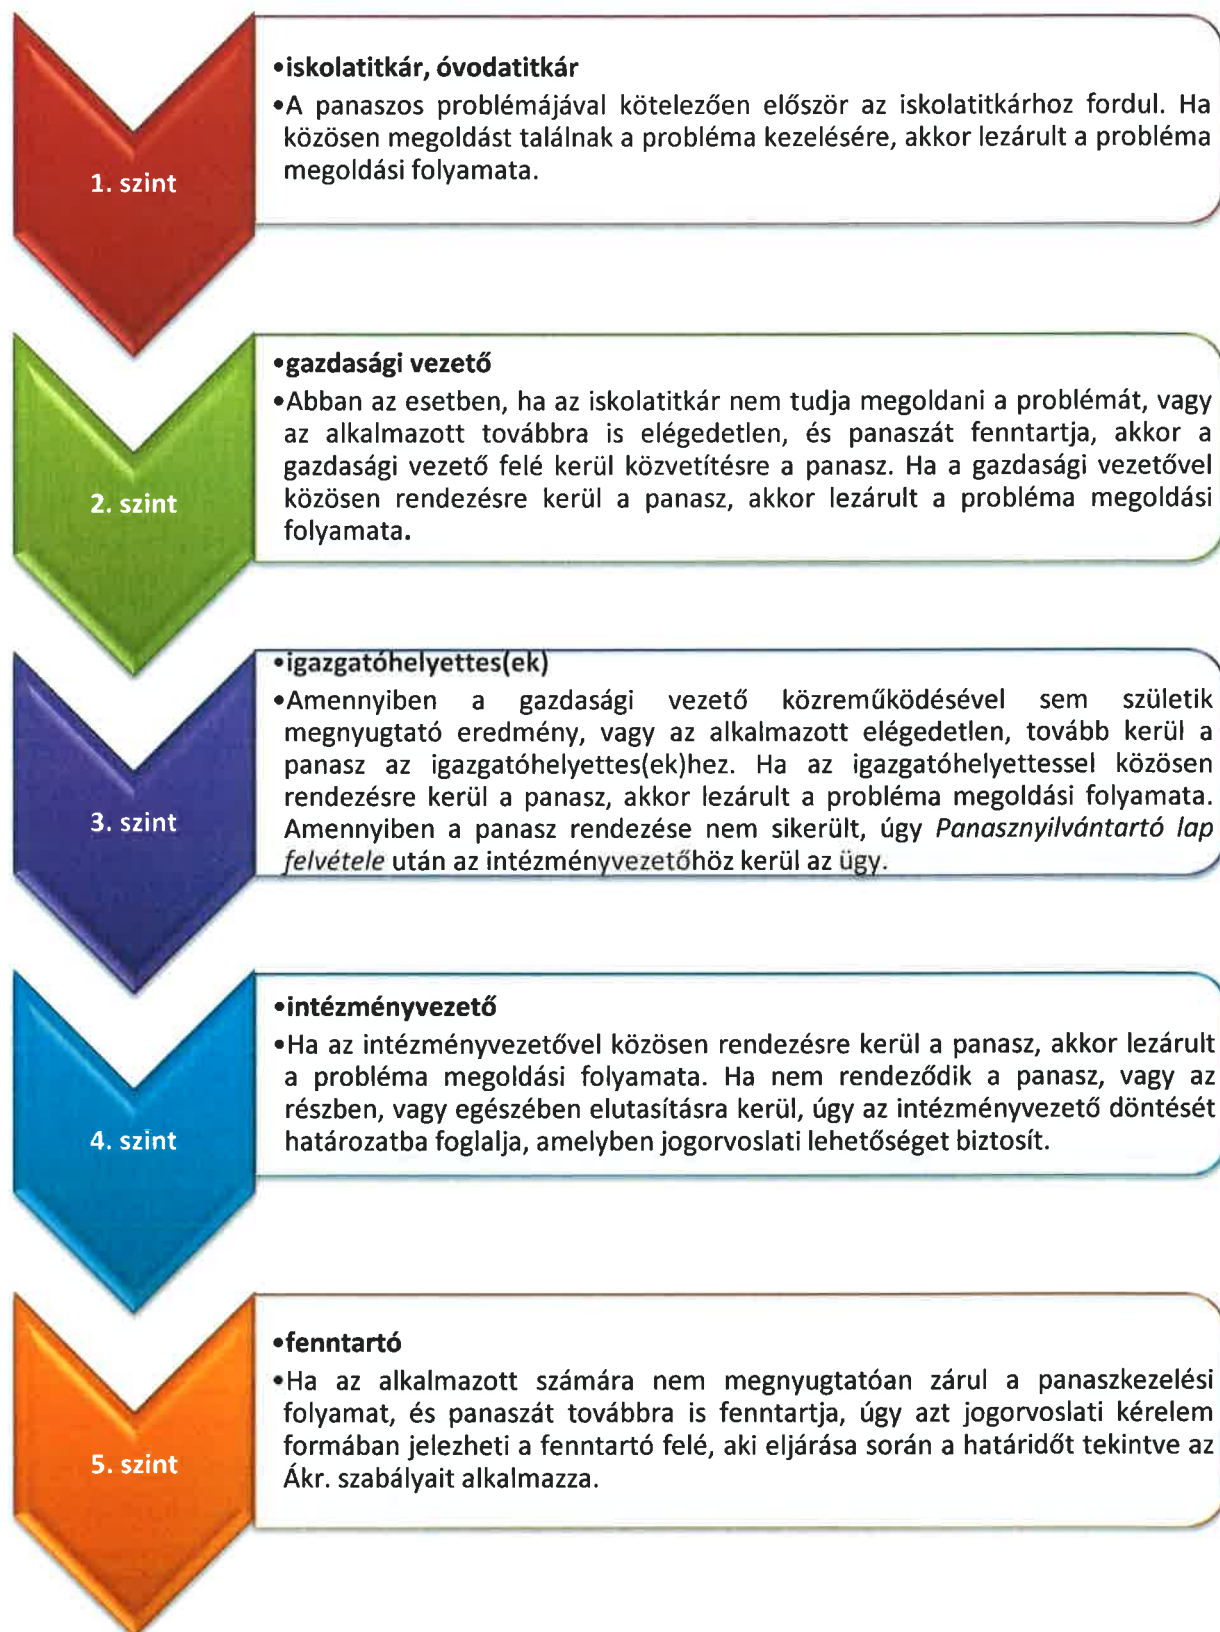 •iskolatitkár, óvodatitkár
•A panaszos problémájával kötelezően először az iskolatitkárhoz fordul. Ha
közösen megoldást találnak a probléma kezelésére, akkor lezárult a probléma
megoldási folyamata.
1. szint
•gazdasági vezető
•Abban az esetben, ha az iskolatitkár nem tudja megoldani a problémát, vagy
az alkalmazott továbbra is elégedetlen, és panaszát fenntartja, akkor a
gazdasági vezető felé kerül közvetítésre a panasz. Ha a gazdasági vezetővel
közösen rendezésre kerül a panasz, akkor lezárult a probléma megoldási
folyamata.
2. szint
•igazgatóhelyettes(ek)
•Amennyiben a gazdasági vezető közreműködésével sem születik
megnyugtató eredmény, vagy az alkalmazott elégedetlen, tovább kerül a
panasz az igazgatóhelyettes(ek)hez. Ha az igazgatóhelyettessel közösen
rendezésre kerül a panasz, akkor lezárult a probléma megoldási folyamata.
Amennyiben a panasz rendezése nem sikerült, úgy Panasznyilvántartó lap
felvétele után az intézményvezetőhöz kerül az ügy.
3. szint
•intézményvezető
•Ha az intézményvezetővel közösen rendezésre kerül a panasz, akkor lezárult
a probléma megoldási folyamata. Ha nem rendeződik a panasz, vagy az
részben, vagy egészében elutasításra kerül, úgy az intézményvezető döntését
határozatba foglalja, amelyben jogorvoslati lehetőséget biztosít.
4. szint
•fenntartó
•Ha az alkalmazott számára nem megnyugtatóan zárul a panaszkezelési
folyamat, és panaszát továbbra is fenntartja, úgy azt jogorvoslati kérelem
formában jelezheti a fenntartó felé, aki eljárása során a határidőt tekintve az
Ákr. szabályait alkalmazza.
5. szint